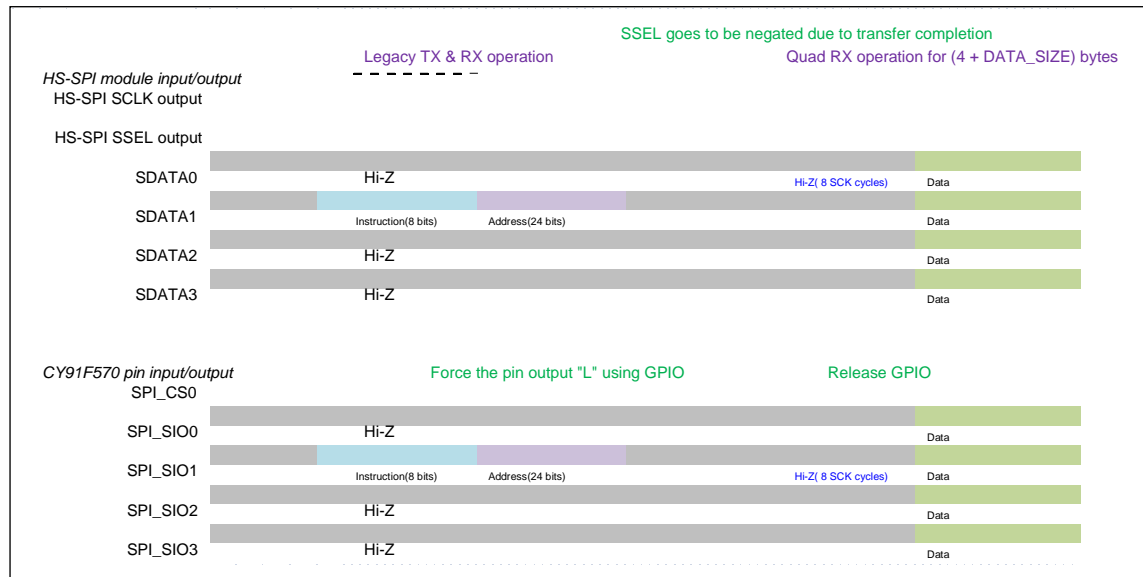 SSEL goes to be negated due to transfer completion
Legacy TX & RX operation
Quad RX operation for (4 + DATA_SIZE) bytes
HS-SPI module input/output
HS-SPI SCLK output
HS-SPI SSEL output
SDATA0 Hi-Z Hi-Z( 8 SCK cycles) Data
SDATA1 Instruction(8 bits) Address(24 bits) Data
SDATA2 Hi-Z Data
SDATA3 Hi-Z Data
CY91F570 pin input/output Force the pin output "L" using GPIO Release GPIO
SPI_CS0
SPI_SIO0 Hi-Z Data
SPI_SIO1 Instruction(8 bits) Address(24 bits) Hi-Z( 8 SCK cycles) Data
SPI_SIO2 Hi-Z Data
SPI_SIO3 Hi-Z Data